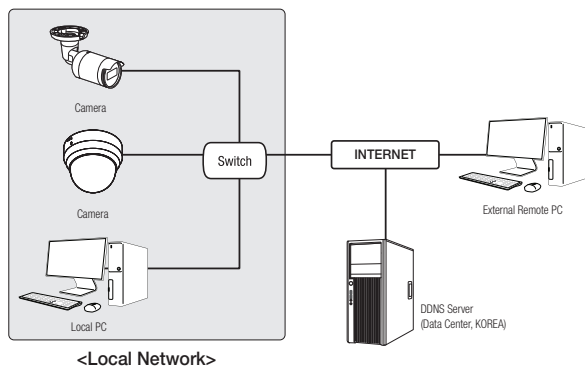 Camera
Camera
Switch
INTERNET
External Remote PC
Local PC
DDNS Server
(Data Center, KOREA)
<Local Network>